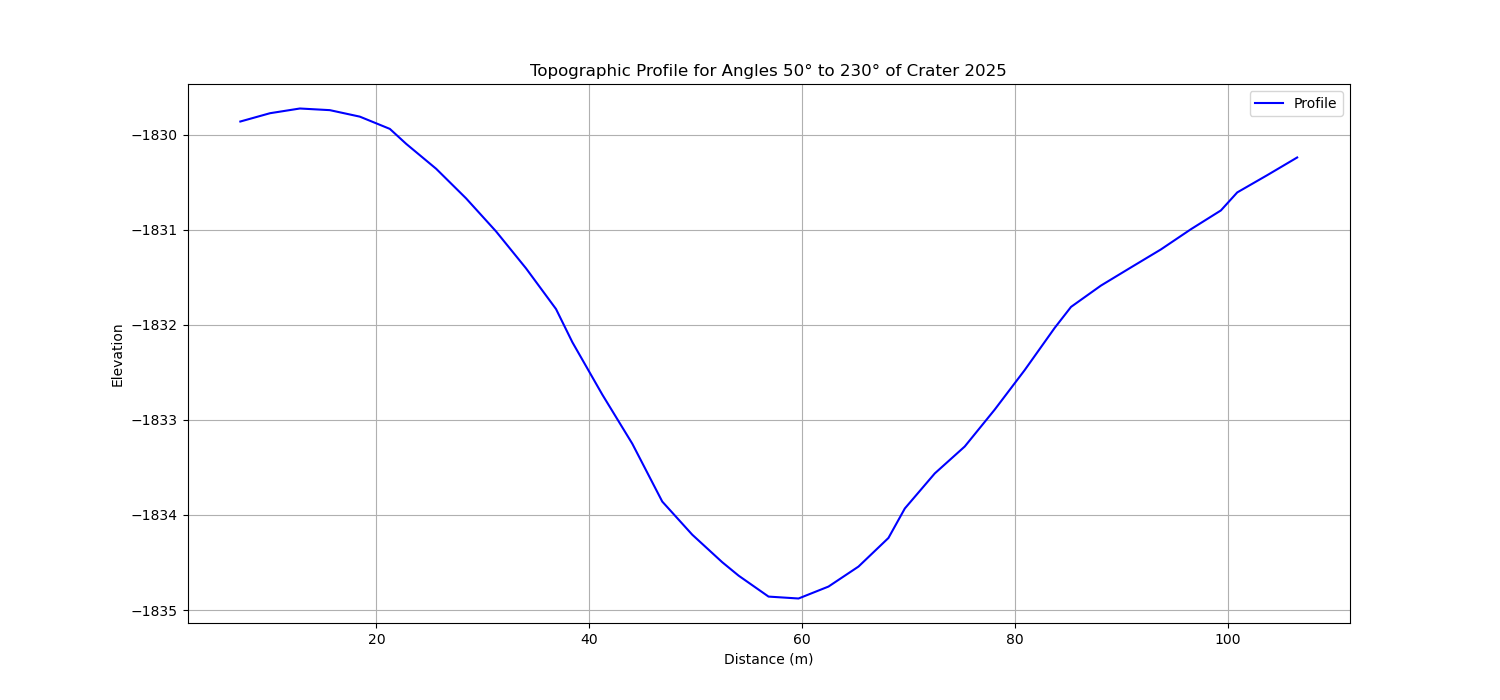 Topographic Profile for Angles 50° to 230° of Crater 2025
Profile
−1830
−1831
−1832
−1833
−1834
−1835
Elevation
20 40 60 80 100
Distance (m)